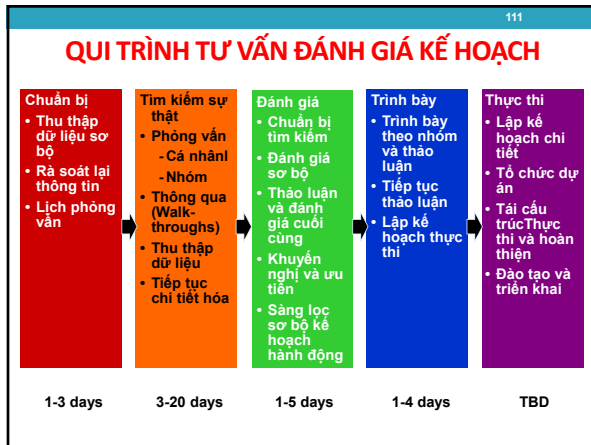 111
QUI TRÌNH TƯ VẤN ĐÁNH GIÁ KẾ HOẠCH
Chuẩn bị
• Thu thập
dữ liệu sơ
bộ
• Rà soát lại
thông tin
• Lịch phỏng
vấn
Tìm kiếm sự
thật
• Phỏng vấn
- Cá nhânl
- Nhóm
• Thông qua
(Walk-
throughs)
• Thu thập
dữ liệu
• Tiếp tục
chi tiết hóa
Đánh giá
• Chuẩn bị
tìm kiếm
• Đánh giá
sơ bộ
• Thảo luận
và đánh
giá cuối
cùng
• Khuyến
nghị và ưu
tiên
• Sàng lọc
sơ bộ kế
hoạch
hành động
Trình bày
• Trình bày
theo nhóm
và thảo
luận
• Tiếp tục
thảo luận
• Lập kế
hoạch thực
thi
Thực thi
• Lập kế
hoạch chi
tiết
• Tổ chức dự
án
• Tái cấu
trúcThực
thi và hoàn
thiện
• Đào tạo và
triển khai
1-3 days
3-20 days
1-5 days
1-4 days
TBD